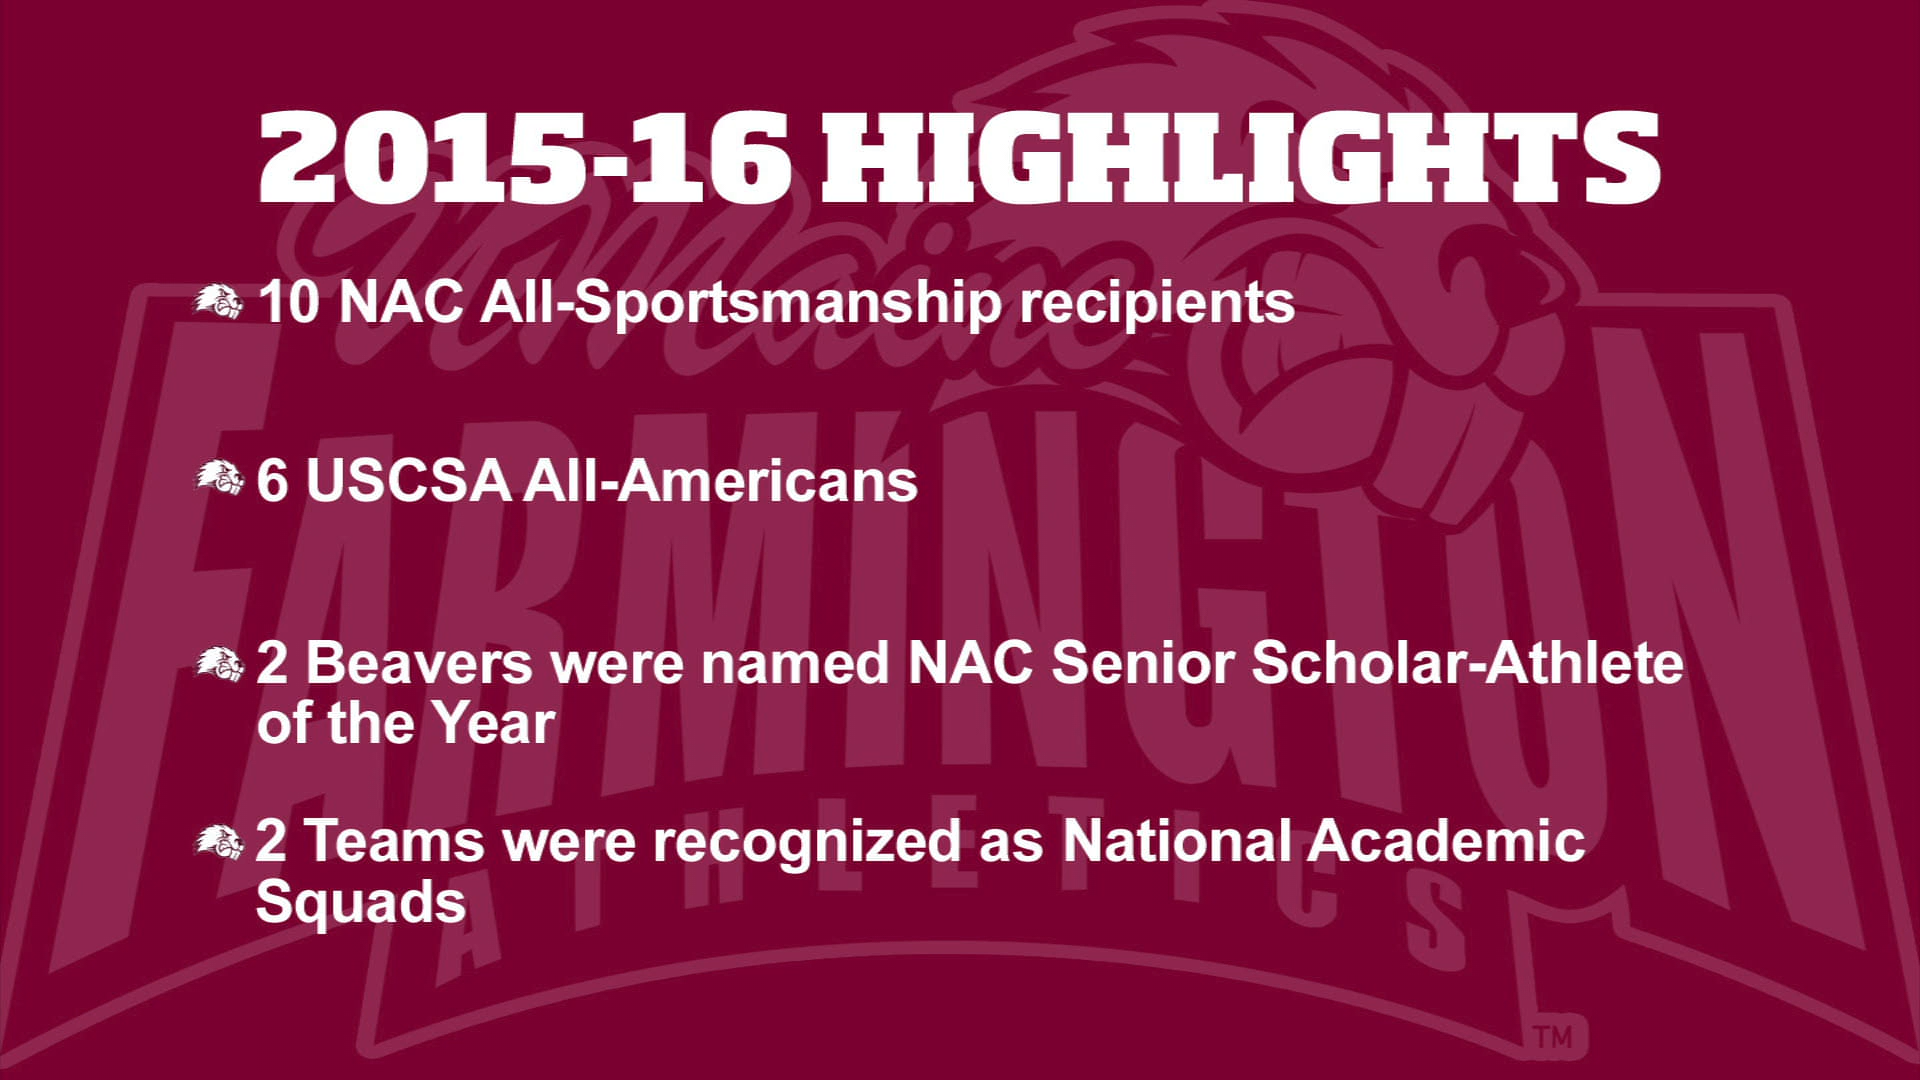 2015-16 HIGHLIGHTS
10 NAC All-Sportsmanship recipients
6 USCSA All-Americans
2 Beavers were named NAC Senior Scholar-Athlete
of the Year
2 Teams were recognized as National Academic
Squads
UMaine
FARMINGTON
ATHLETICS
TM